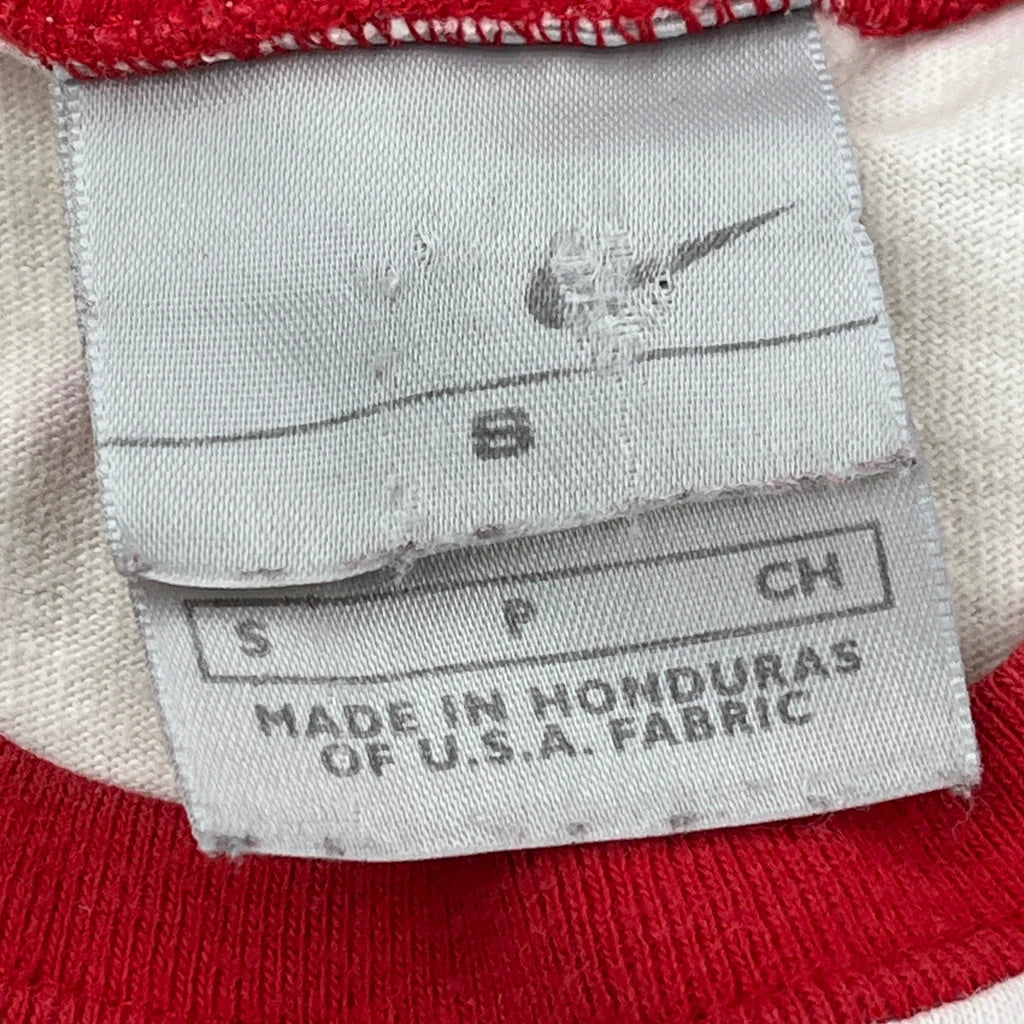 S
S P CH
MADE IN HONDURAS
OF U.S.A. FABRIC